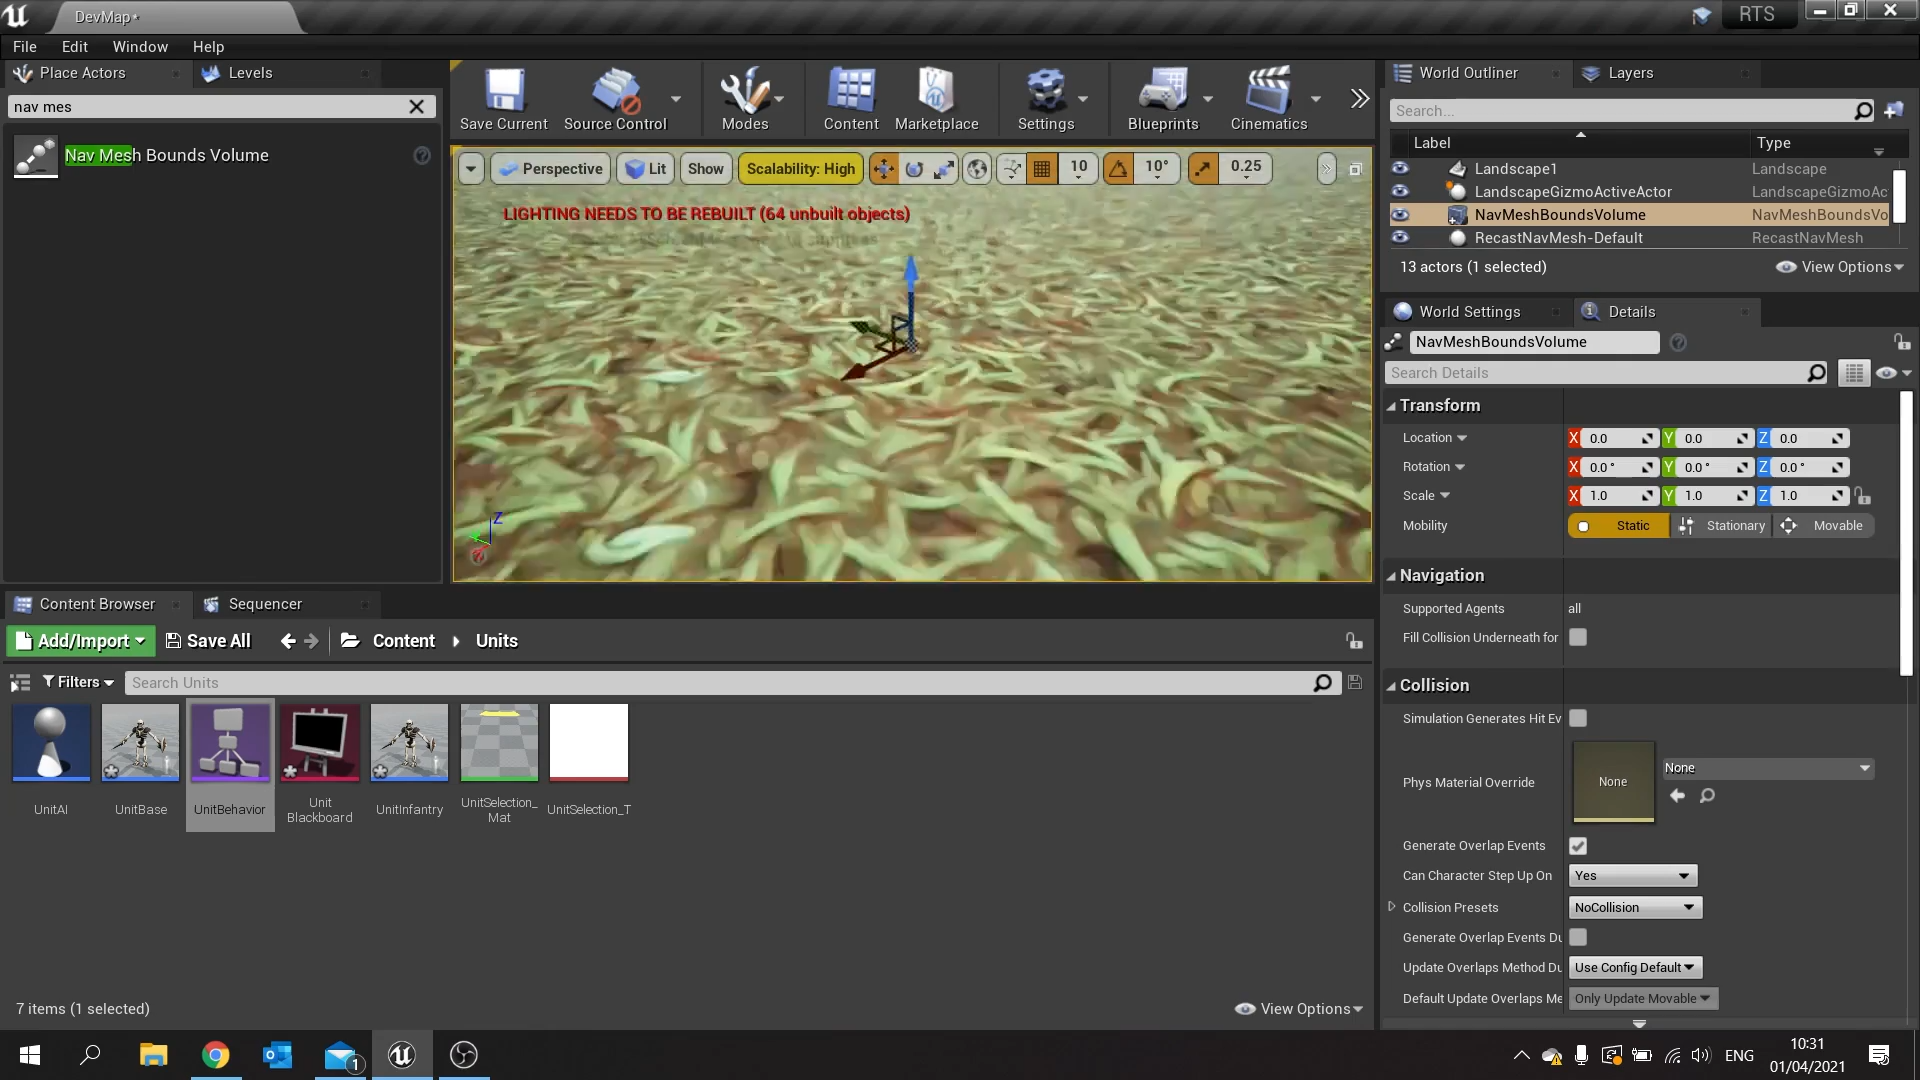 DevMap*
RTS
File Edit Window Help
Place Actors
Levels
nav mes
Nav Mesh Bounds Volume
Save Current
Source Control
Modes
Content
Marketplace
Settings
Blueprints
Cinematics
Perspective
Lit
Show
Scalability: High
10
10°
0.25
LIGHTING NEEDS TO BE REBUILT (64 unbuilt objects)
Z
World Outliner
Layers
Search...
Label
Type
Landscape1 Landscape
LandscapeGizmoActiveActor LandscapeGizmoAc
NavMeshBoundsVolume NavMeshBoundsVo
RecastNavMesh-Default RecastNavMesh
13 actors (1 selected)
View Options
World Settings
Details
NavMeshBoundsVolume
Search Details
Transform
Location X 0.0 Y 0.0 Z 0.0
Rotation X 0.0° Y 0.0° Z 0.0°
Scale X 1.0 Y 1.0 Z 1.0
Mobility Static Stationary Movable
Navigation
Supported Agents all
Fill Collision Underneath for
Collision
Simulation Generates Hit Ev
Phys Material Override None None
Generate Overlap Events
Can Character Step Up On Yes
Collision Presets NoCollision
Generate Overlap Events Du
Update Overlaps Method Du Use Config Default
Default Update Overlaps Me Only Update Movable
Content Browser
Sequencer
Add/Import
Save All
Content
Units
Filters
Search Units
UnitAI
UnitBase
UnitBehavior
Unit
Blackboard
UnitInfantry
UnitSelection_
Mat
UnitSelection_T
7 items (1 selected)
View Options
1
ENG
10:31
01/04/2021